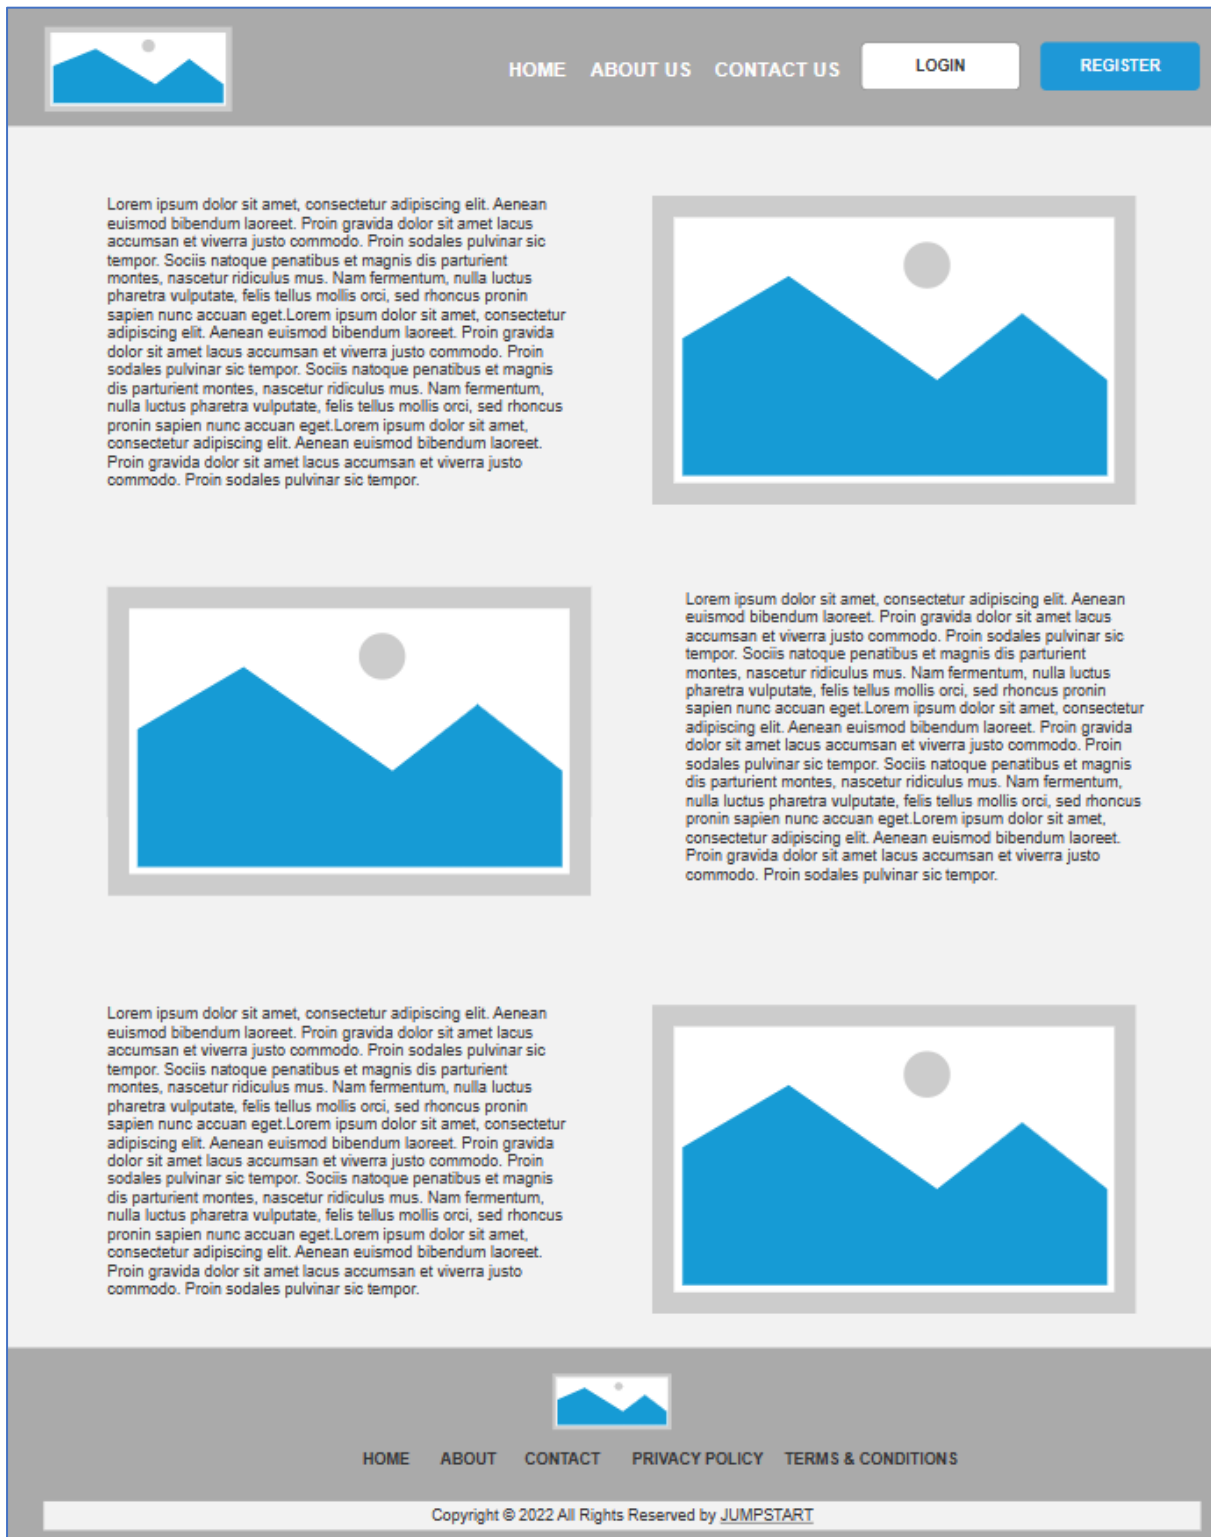 HOME ABOUT US CONTACT US LOGIN REGISTER
Lorem ipsum dolor sit amet, consectetur adipiscing elit. Aenean
euismod bibendum laoreet. Proin gravida dolor sit amet lacus
accumsan et viverra justo commodo. Proin sodales pulvinar sic
tempor. Sociis natoque penatibus et magnis dis parturient
montes, nascetur ridiculus mus. Nam fermentum, nulla luctus
pharetra vulputate, felis tellus mollis orci, sed rhoncus pronin
sapien nunc accuan eget.Lorem ipsum dolor sit amet, consectetur
adipiscing elit. Aenean euismod bibendum laoreet. Proin gravida
dolor sit amet lacus accumsan et viverra justo commodo. Proin
sodales pulvinar sic tempor. Sociis natoque penatibus et magnis
dis parturient montes, nascetur ridiculus mus. Nam fermentum,
nulla luctus pharetra vulputate, felis tellus mollis orci, sed rhoncus
pronin sapien nunc accuan eget.Lorem ipsum dolor sit amet,
consectetur adipiscing elit. Aenean euismod bibendum laoreet.
Proin gravida dolor sit amet lacus accumsan et viverra justo
commodo. Proin sodales pulvinar sic tempor.
Lorem ipsum dolor sit amet, consectetur adipiscing elit. Aenean
euismod bibendum laoreet. Proin gravida dolor sit amet lacus
accumsan et viverra justo commodo. Proin sodales pulvinar sic
tempor. Sociis natoque penatibus et magnis dis parturient
montes, nascetur ridiculus mus. Nam fermentum, nulla luctus
pharetra vulputate, felis tellus mollis orci, sed rhoncus pronin
sapien nunc accuan eget.Lorem ipsum dolor sit amet, consectetur
adipiscing elit. Aenean euismod bibendum laoreet. Proin gravida
dolor sit amet lacus accumsan et viverra justo commodo. Proin
sodales pulvinar sic tempor. Sociis natoque penatibus et magnis
dis parturient montes, nascetur ridiculus mus. Nam fermentum,
nulla luctus pharetra vulputate, felis tellus mollis orci, sed rhoncus
pronin sapien nunc accuan eget.Lorem ipsum dolor sit amet,
consectetur adipiscing elit. Aenean euismod bibendum laoreet.
Proin gravida dolor sit amet lacus accumsan et viverra justo
commodo. Proin sodales pulvinar sic tempor.
Lorem ipsum dolor sit amet, consectetur adipiscing elit. Aenean
euismod bibendum laoreet. Proin gravida dolor sit amet lacus
accumsan et viverra justo commodo. Proin sodales pulvinar sic
tempor. Sociis natoque penatibus et magnis dis parturient
montes, nascetur ridiculus mus. Nam fermentum, nulla luctus
pharetra vulputate, felis tellus mollis orci, sed rhoncus pronin
sapien nunc accuan eget.Lorem ipsum dolor sit amet, consectetur
adipiscing elit. Aenean euismod bibendum laoreet. Proin gravida
dolor sit amet lacus accumsan et viverra justo commodo. Proin
sodales pulvinar sic tempor. Sociis natoque penatibus et magnis
dis parturient montes, nascetur ridiculus mus. Nam fermentum,
nulla luctus pharetra vulputate, felis tellus mollis orci, sed rhoncus
pronin sapien nunc accuan eget.Lorem ipsum dolor sit amet,
consectetur adipiscing elit. Aenean euismod bibendum laoreet.
Proin gravida dolor sit amet lacus accumsan et viverra justo
commodo. Proin sodales pulvinar sic tempor.
HOME ABOUT CONTACT PRIVACY POLICY TERMS & CONDITIONS
Copyright © 2022 All Rights Reserved by JUMPSTART